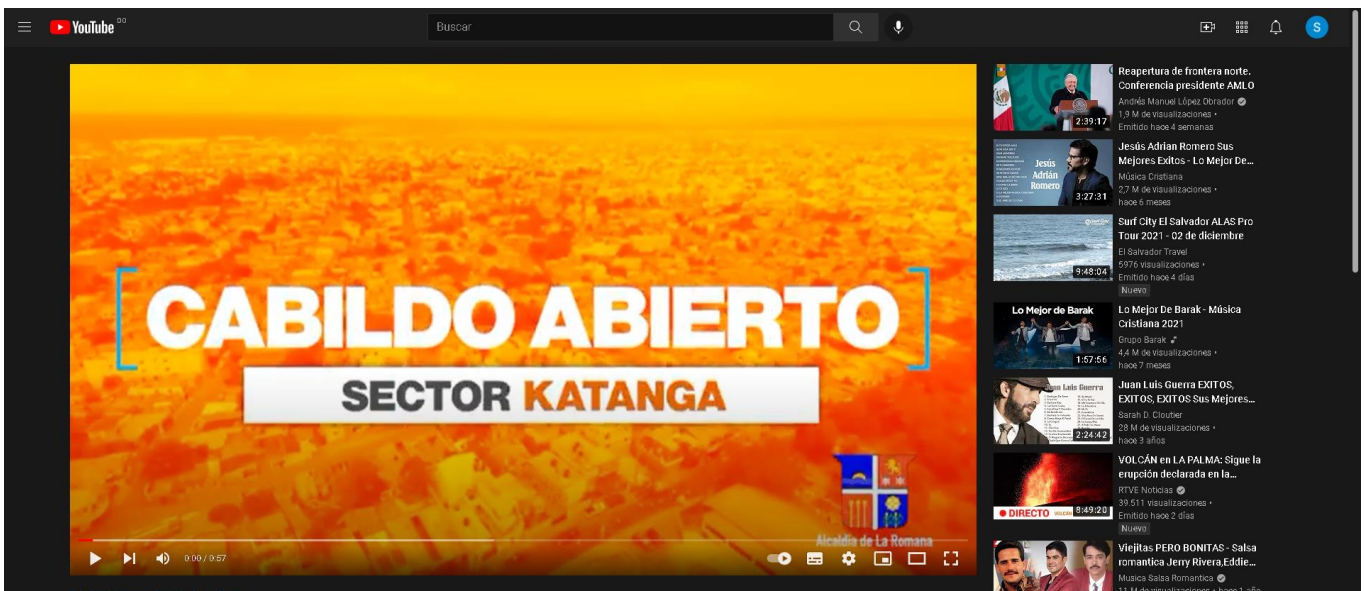 YouTube DO
Buscar
S
CABILDO ABIERTO
SECTOR KATANGA
Alcaldía de La Romana
0:00 / 0:57
2:39:17
Reapertura de frontera norte.
Conferencia presidente AMLO
Andrés Manuel López Obrador
1,9 M de visualizaciones •
Emitido hace 4 semanas
Jesús
Adrián
Romero
3:27:31
Jesús Adrian Romero Sus
Mejores Exitos - Lo Mejor De...
Música Cristiana
2,7 M de visualizaciones •
hace 6 meses
9:48:04
Surf City El Salvador ALAS Pro
Tour 2021 - 02 de diciembre
El Salvador Travel
5976 visualizaciones •
Emitido hace 4 días
Nuevo
Lo Mejor de Barak
1:57:56
Lo Mejor De Barak - Música
Cristiana 2021
Grupo Barak
4,4 M de visualizaciones •
hace 7 meses
Juan Luis Guerra
2:24:42
Juan Luis Guerra EXITOS,
EXITOS, EXITOS Sus Mejores...
Sarah D. Cloutier
28 M de visualizaciones •
hace 3 años
DIRECTO
8:49:20
VOLCÁN en LA PALMA: Sigue la
erupción declarada en la...
RTVE Noticias
39.511 visualizaciones •
Emitido hace 2 días
Nuevo
Viejitas PERO BONITAS - Salsa
romantica Jerry Rivera,Eddie...
Musica Salsa Romantica
11 M de visualizaciones • hace 1 año